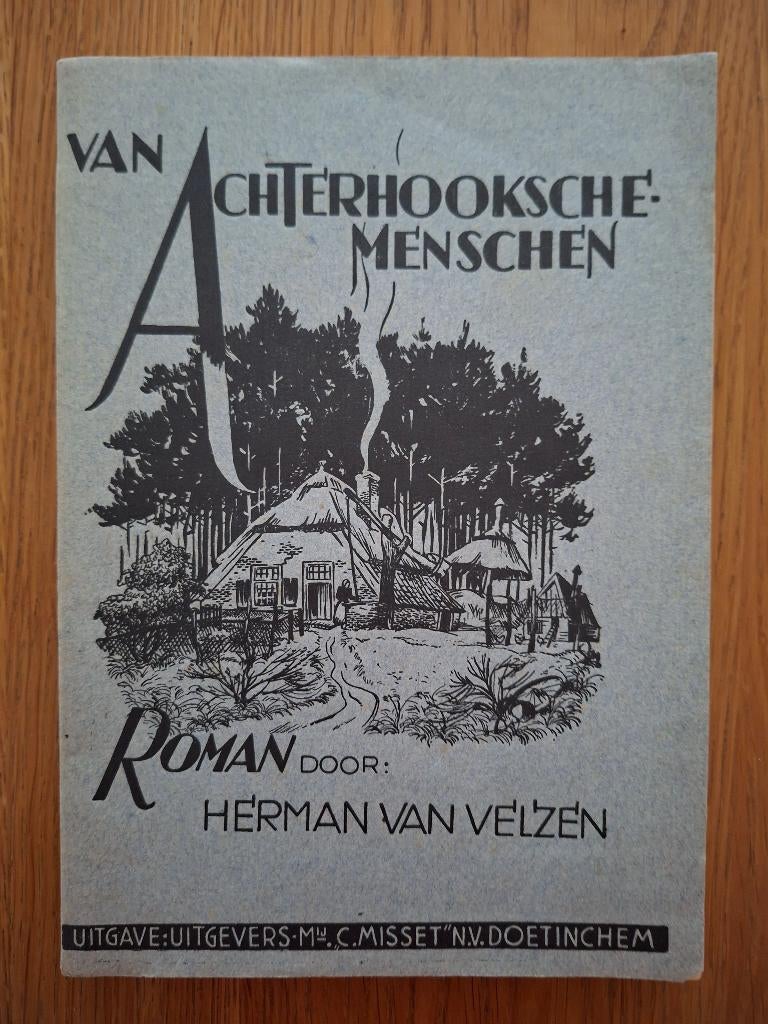 VAN ACHTERHOOKSCHE-
MENSCHEN
ROMAN DOOR:
HERMAN VAN VELZEN
UITGAVE: UITGEVERS-Mij. „C. MISSET" N.V. DOETINCHEM